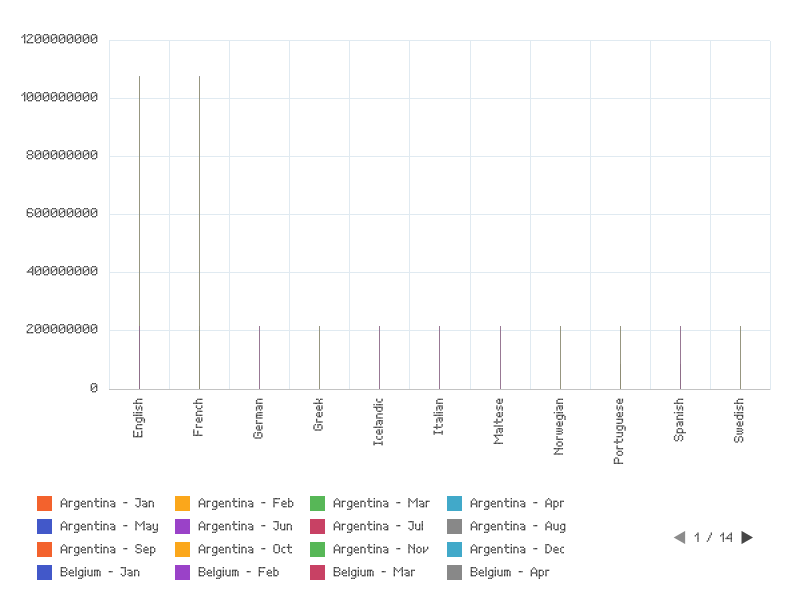 1200000000
1000000000
800000000
600000000
400000000
200000000
0
English
French
German
Greek
Icelandic
Italian
Maltese
Norwegian
Portuguese
Spanish
Swedish
Argentina - Jan
Argentina - Feb
Argentina - Mar
Argentina - Apr
Argentina - May
Argentina - Jun
Argentina - Jul
Argentina - Aug
Argentina - Sep
Argentina - Oct
Argentina - Nov
Argentina - Dec
Belgium - Jan
Belgium - Feb
Belgium - Mar
Belgium - Apr
1 / 14